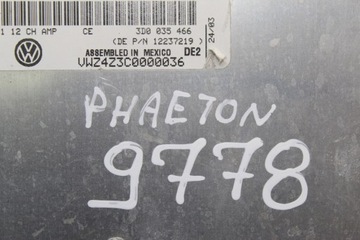 1 12 CH AMP CE 3D0 035 466
(DE P/N 12237219 )
ASSEMBLED IN MEXICO DE2
VWZ4Z3C0000036
24/03
PHAETON
9778